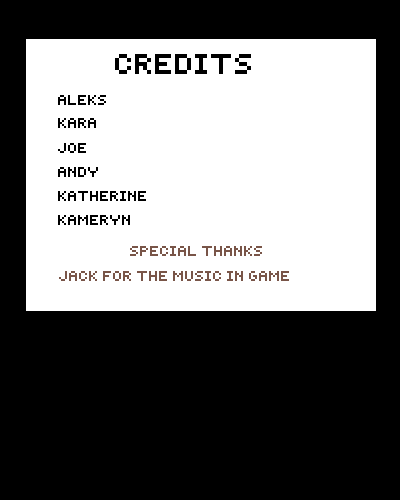 CREDITS
ALEKS
KARA
JOE
ANDY
KATHERINE
KAMERYN
SPECIAL THANKS
JACK FOR THE MUSIC IN GAME